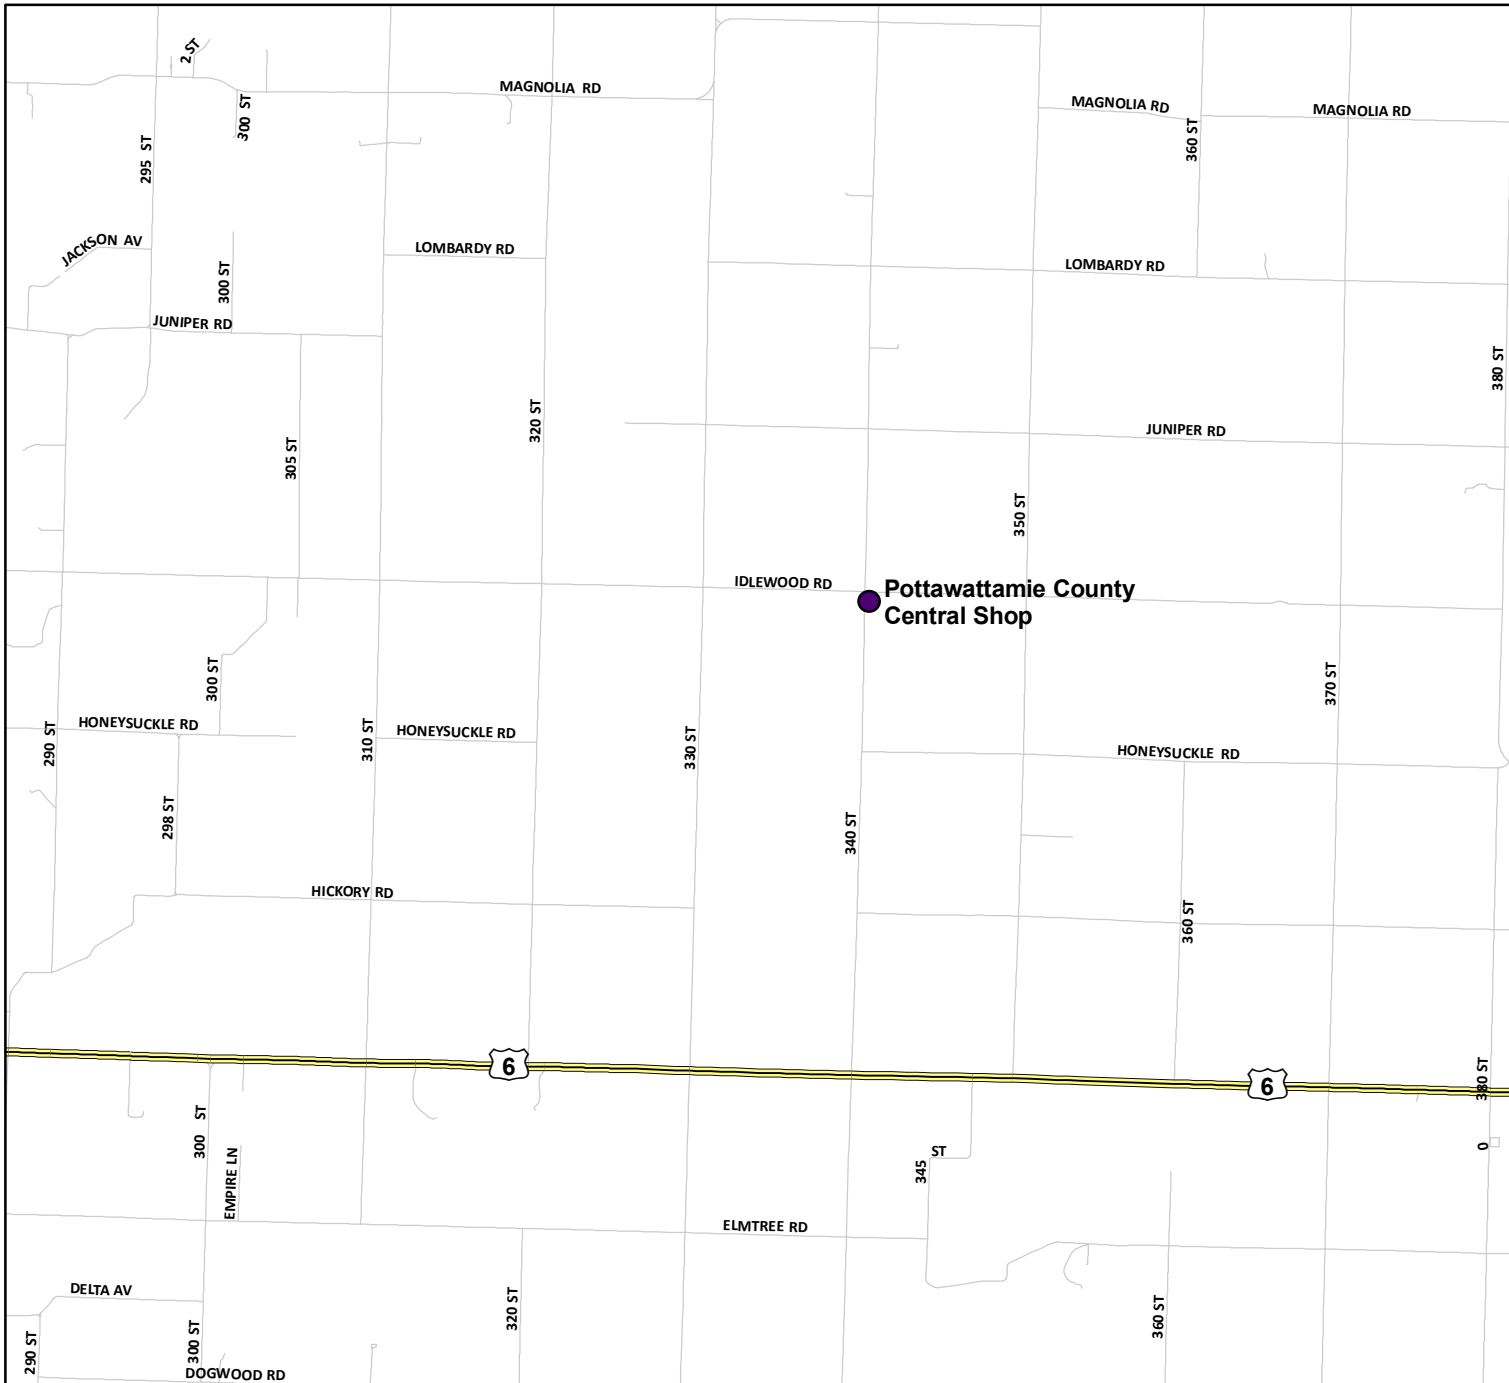 2 ST
MAGNOLIA RD
MAGNOLIA RD
MAGNOLIA RD
300 ST
295 ST
360 ST
JACKSON AV
LOMBARDY RD
LOMBARDY RD
300 ST
JUNIPER RD
380 ST
320 ST
JUNIPER RD
305 ST
350 ST
IDLEWOOD RD
Pottawattamie County
Central Shop
300 ST
370 ST
HONEYSUCKLE RD
290 ST
310 ST
HONEYSUCKLE RD
330 ST
HONEYSUCKLE RD
298 ST
340 ST
HICKORY RD
360 ST
6
6
380 ST
300 ST
EMPIRE LN
345 ST
0
ELMTREE RD
DELTA AV
320 ST
360 ST
290 ST
300 ST
DOGWOOD RD